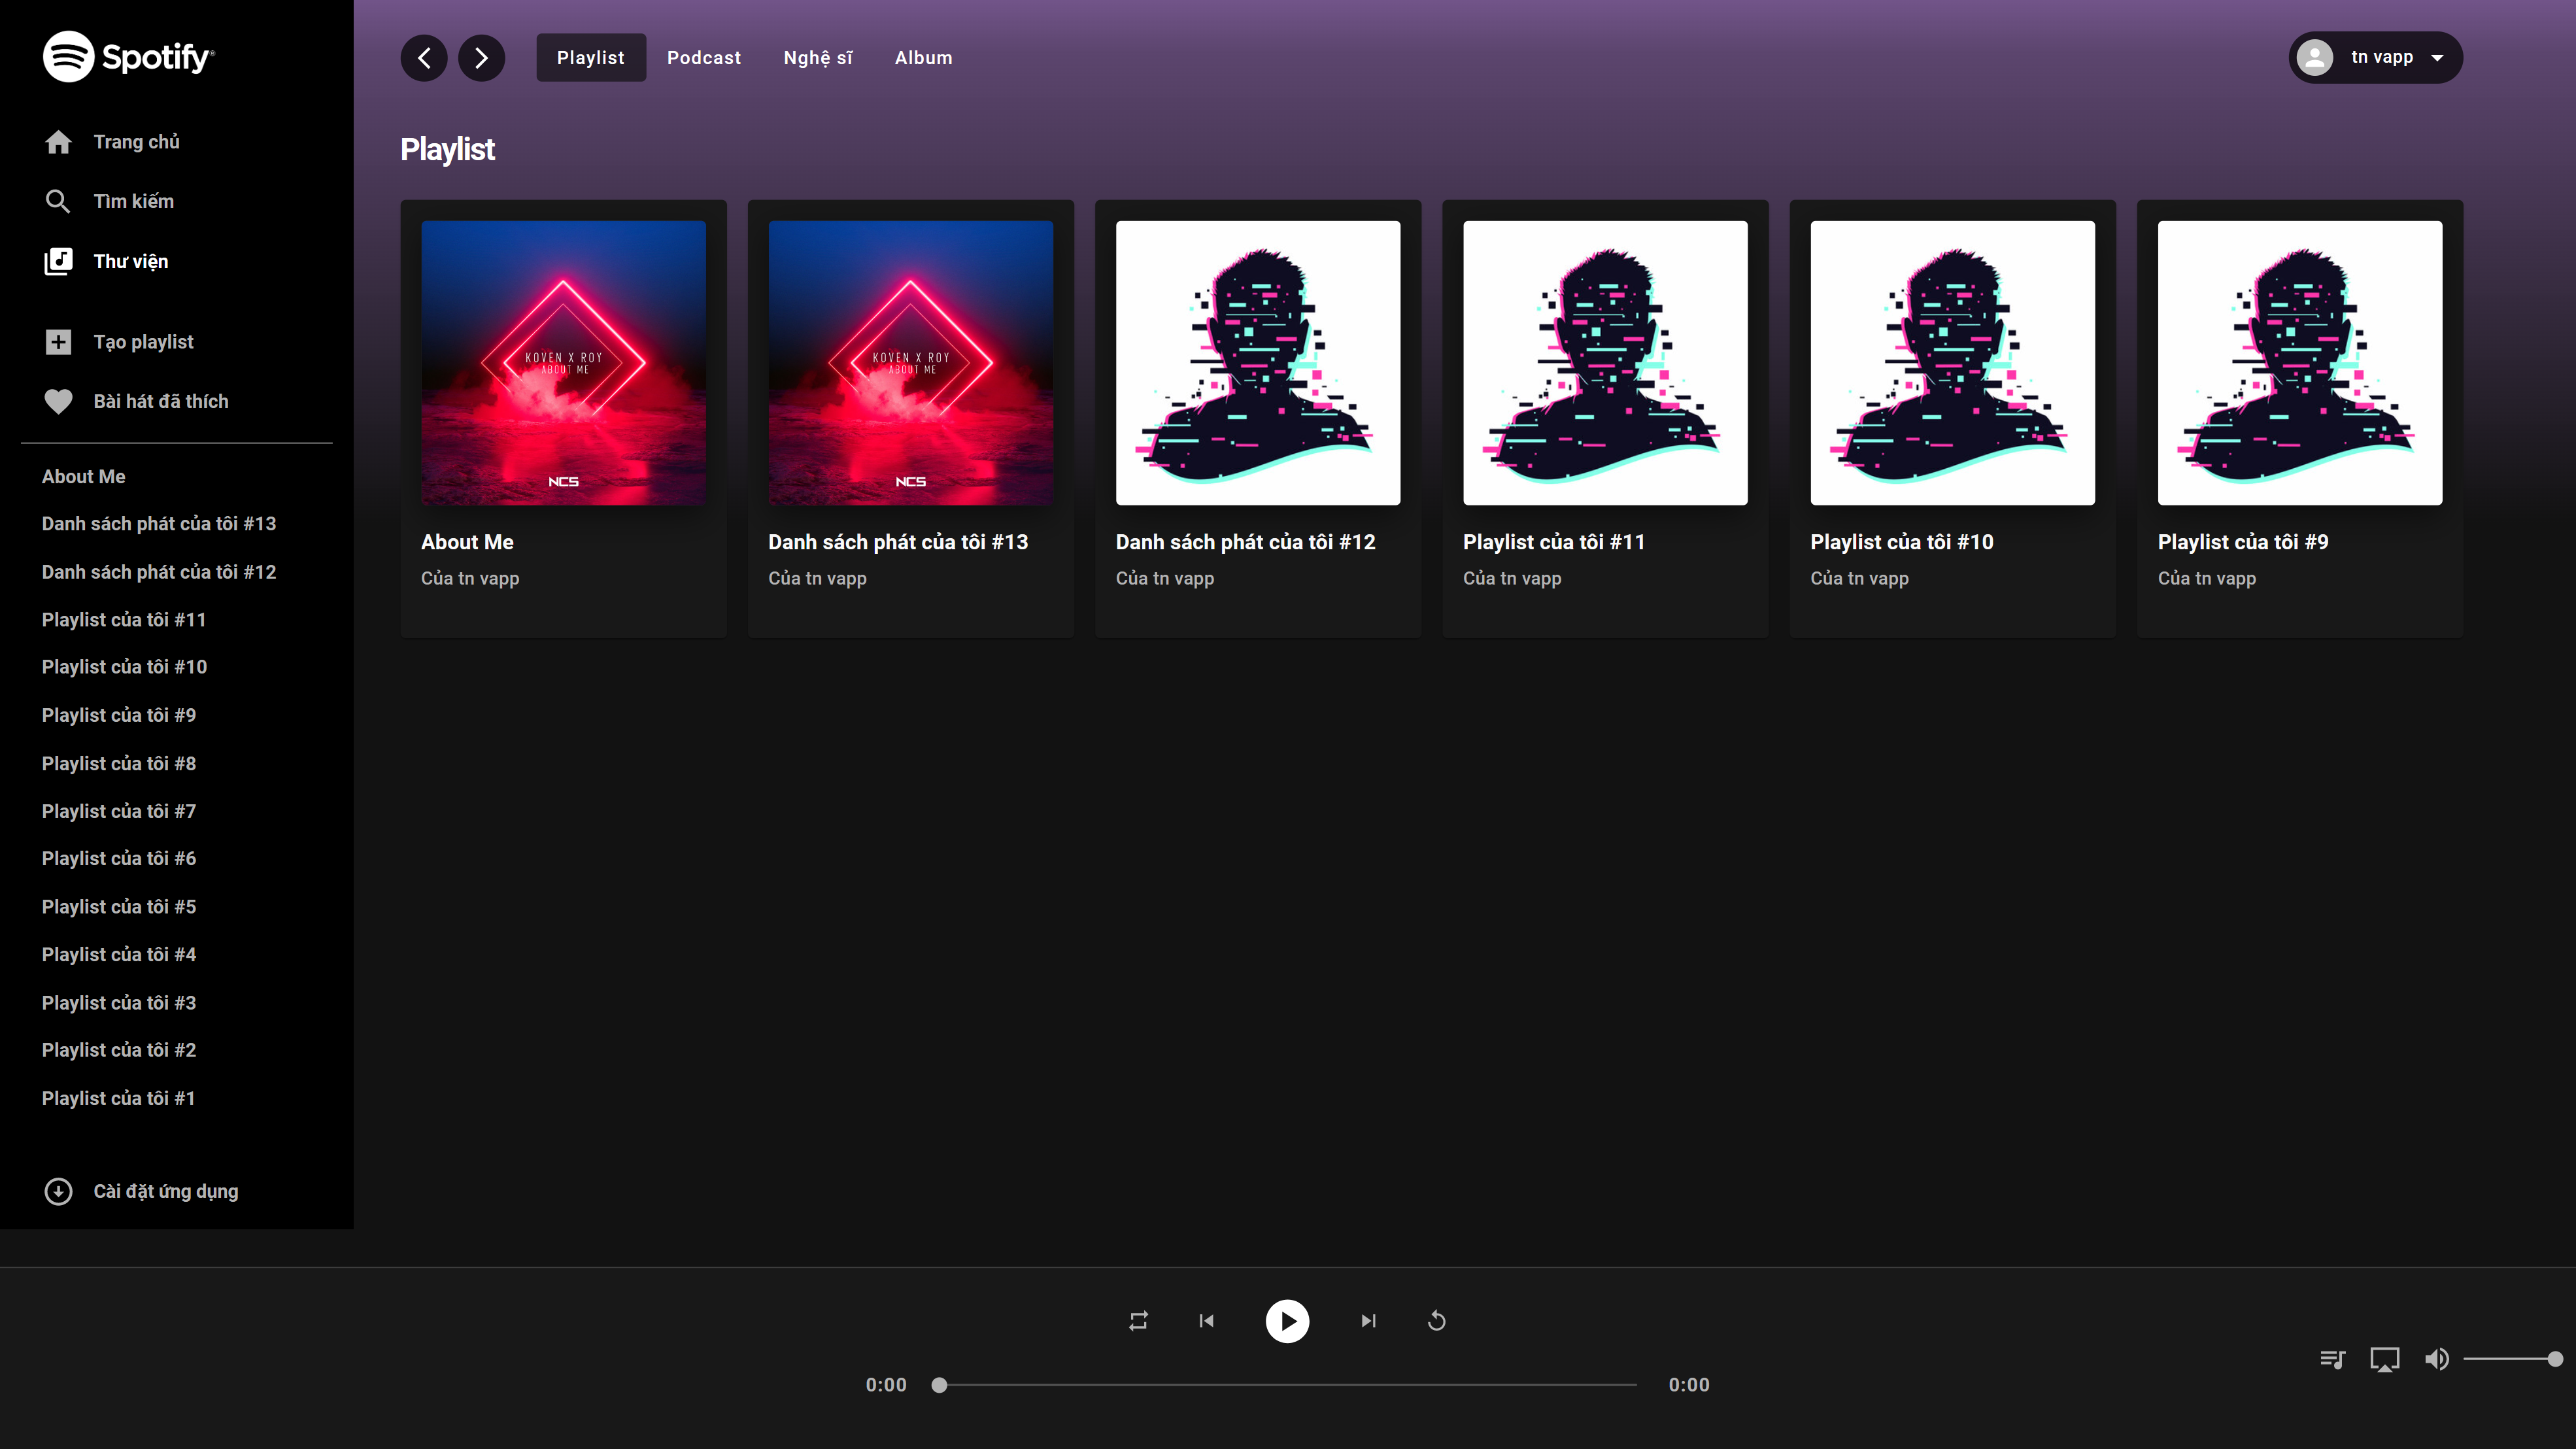 Spotify®
Trang chủ
Tìm kiếm
Thư viện
Tạo playlist
Bài hát đã thích
About Me
Danh sách phát của tôi #13
Danh sách phát của tôi #12
Playlist của tôi #11
Playlist của tôi #10
Playlist của tôi #9
Playlist của tôi #8
Playlist của tôi #7
Playlist của tôi #6
Playlist của tôi #5
Playlist của tôi #4
Playlist của tôi #3
Playlist của tôi #2
Playlist của tôi #1
Cài đặt ứng dụng
Playlist Podcast Nghệ sĩ Album
tn vapp
Playlist
KOVEN X ROY
ABOUT ME
NCS
About Me
Của tn vapp
KOVEN X ROY
ABOUT ME
NCS
Danh sách phát của tôi #13
Của tn vapp
Danh sách phát của tôi #12
Của tn vapp
Playlist của tôi #11
Của tn vapp
Playlist của tôi #10
Của tn vapp
Playlist của tôi #9
Của tn vapp
0:00 0:00